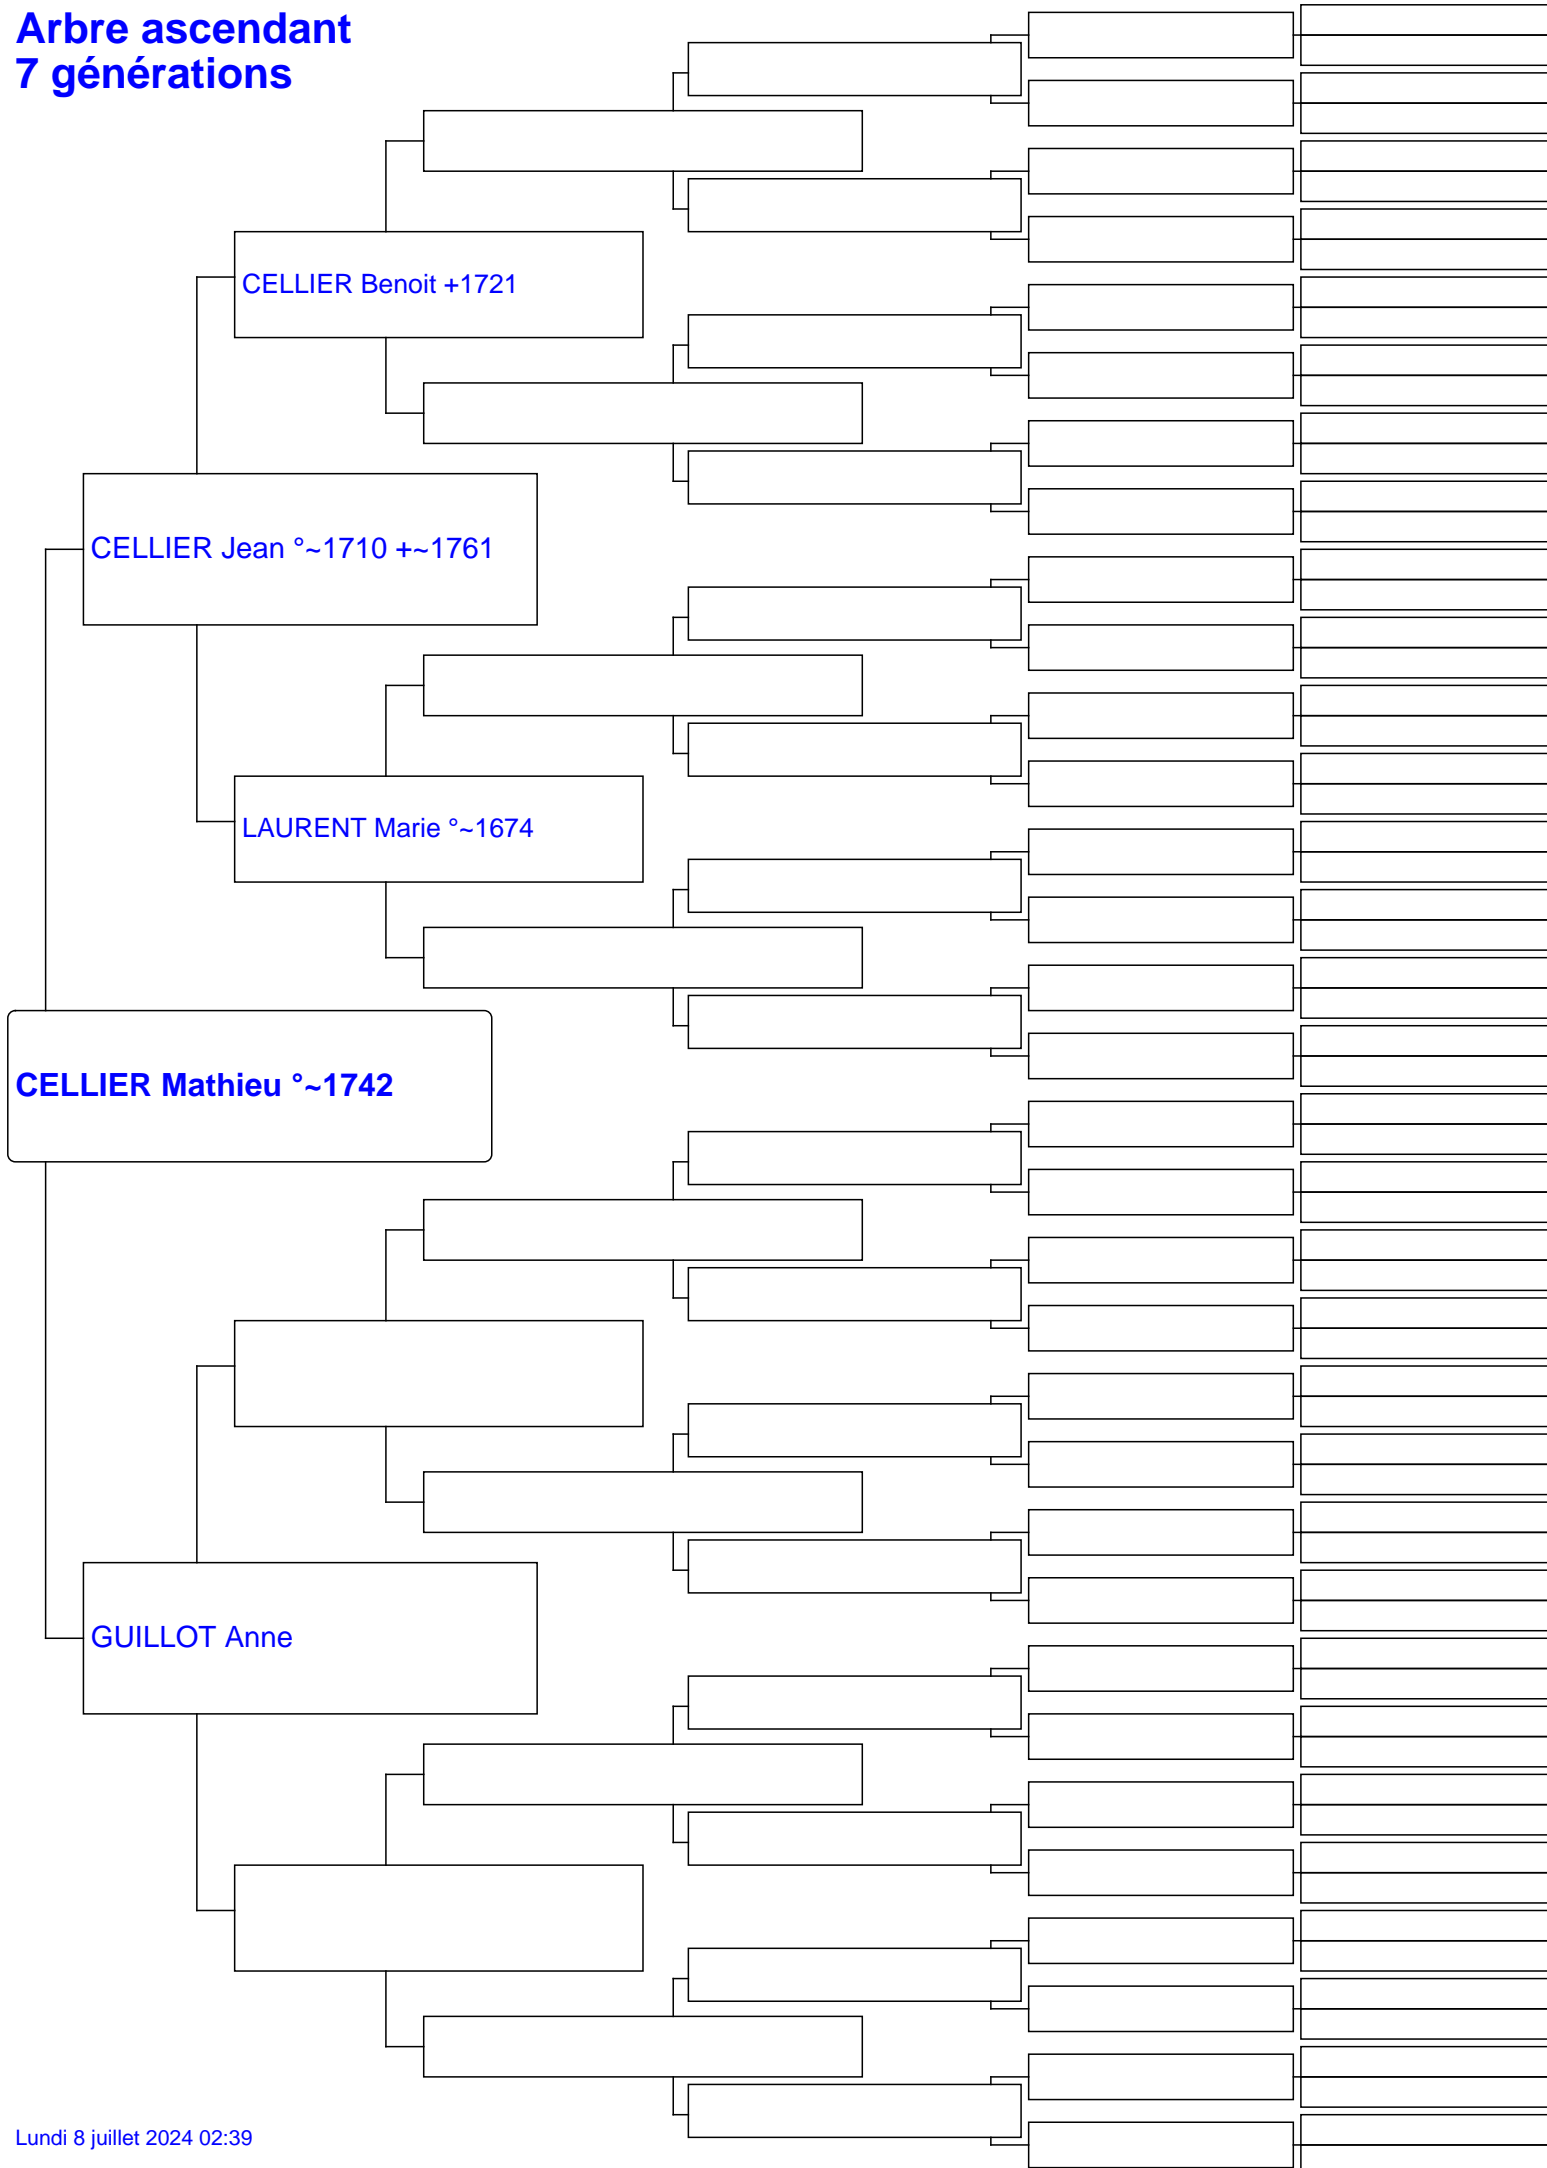 Arbre ascendant
7 générations
CELLIER Benoit +1721
CELLIER Jean °~1710 +~1761
LAURENT Marie °~1674
CELLIER Mathieu °~1742
GUILLOT Anne
Lundi 8 juillet 2024 02:39